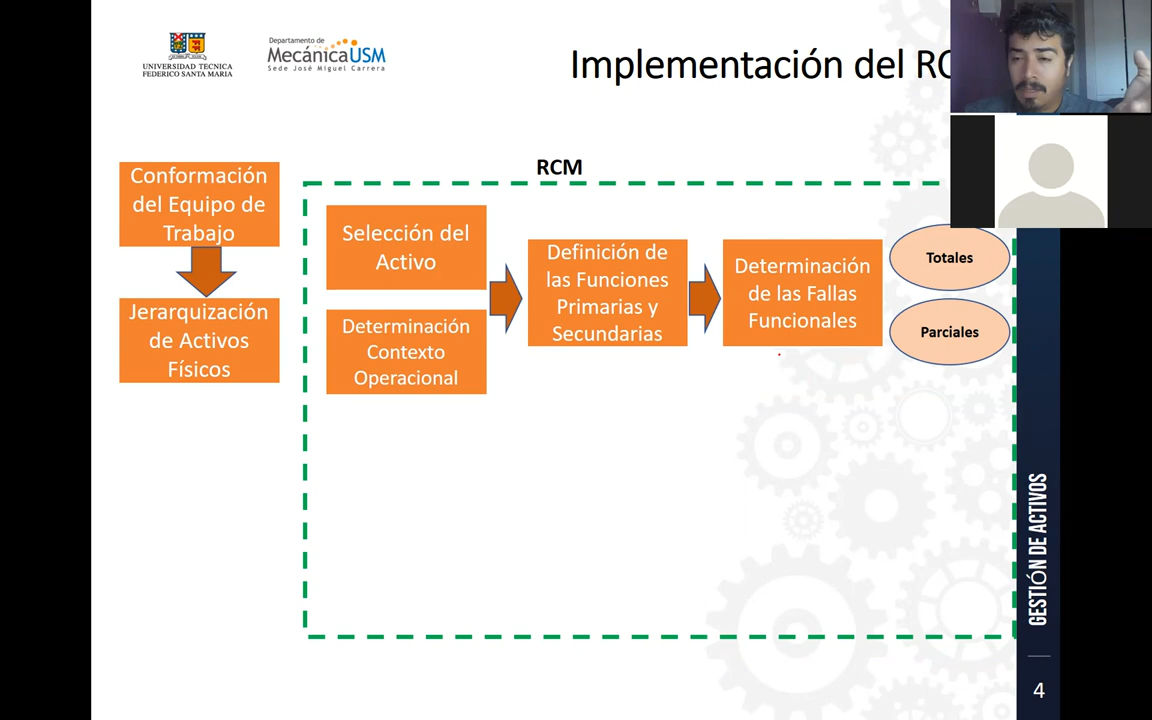 UNIVERSIDAD TECNICA
FEDERICO SANTA MARIA
Departamento de
MecánicaUSM
Sede José Miguel Carrera
Implementación del
RCM
Conformación
del Equipo de
Trabajo
Jerarquización
de Activos
Físicos
Selección del
Activo
Determinación
Contexto
Operacional
Definición de
las Funciones
Primarias y
Secundarias
Determinación
de las Fallas
Funcionales
Totales
Parciales
GESTIÓN DE ACTIVOS
4